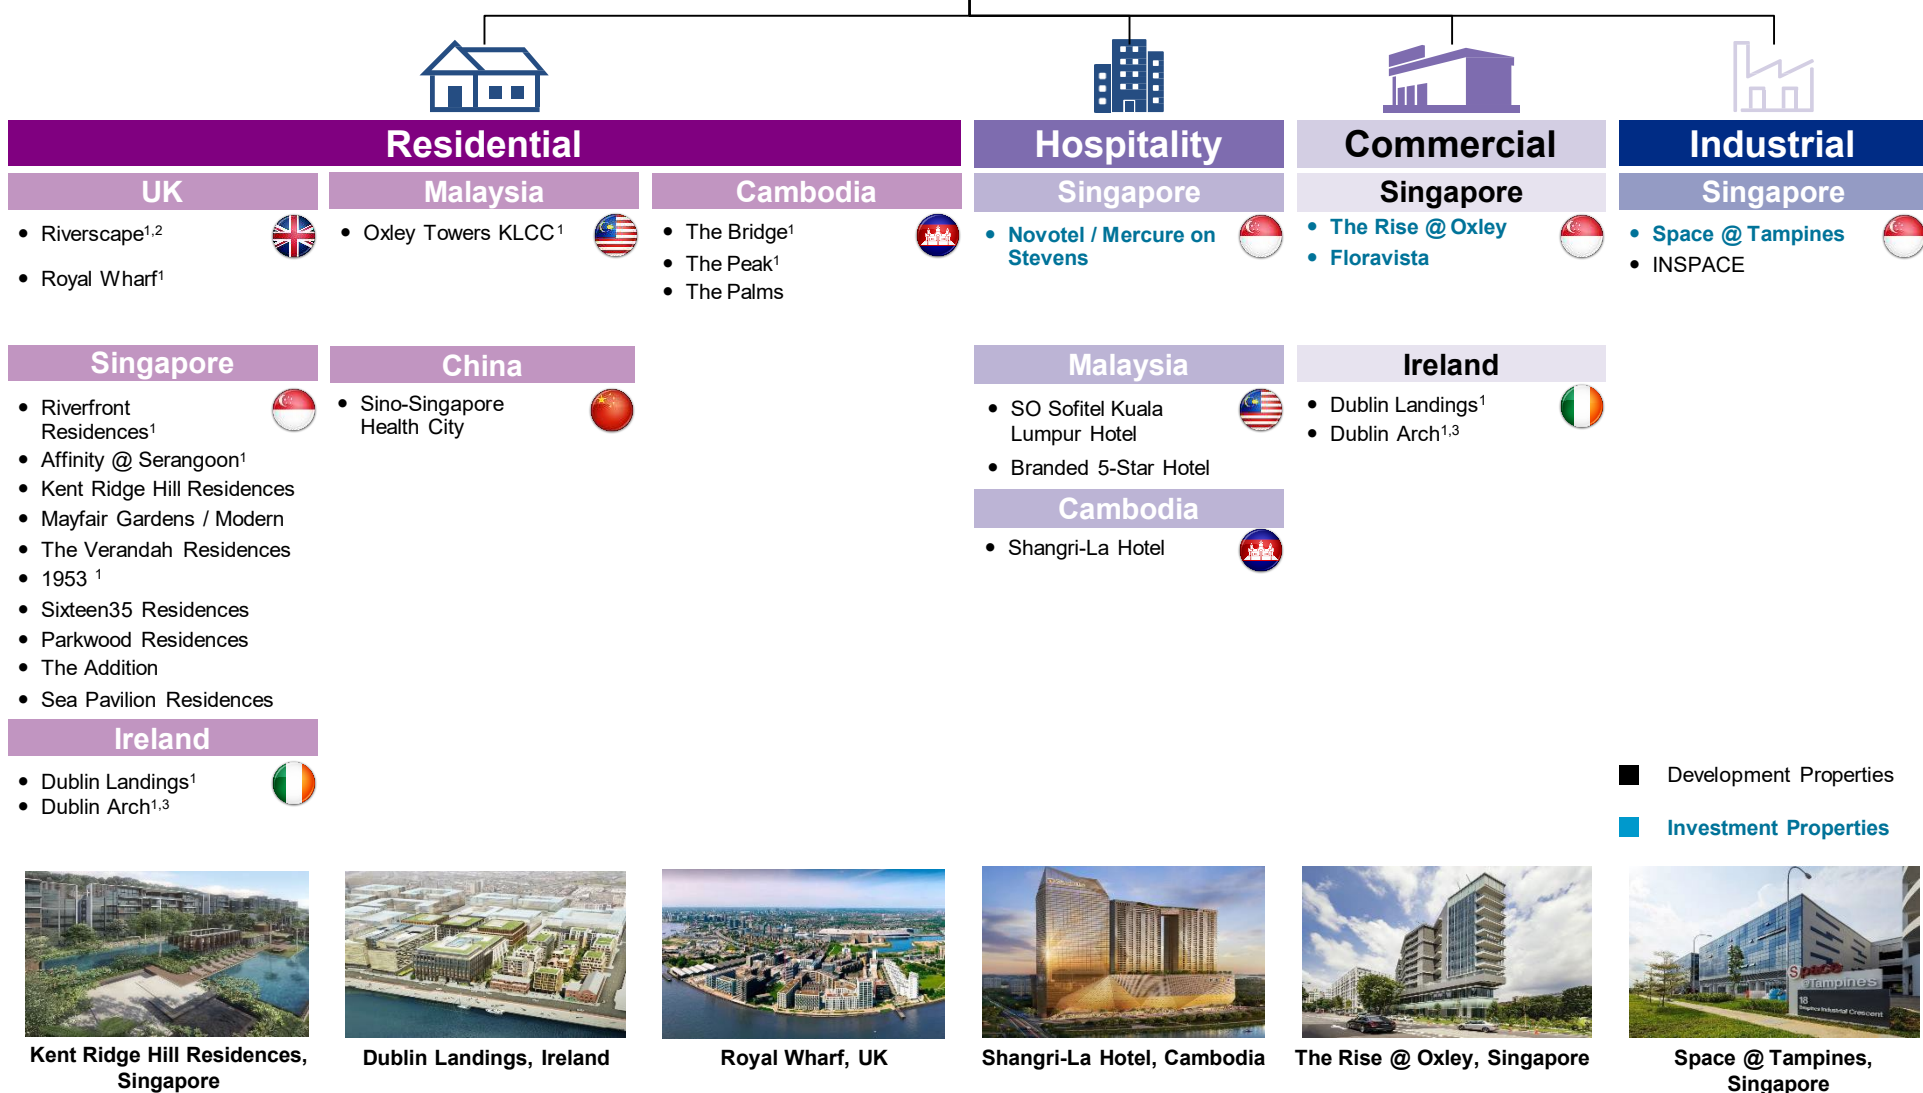 Residential
Hospitality
Commercial
Industrial
UK
Riverscape1,2
Royal Wharf1
Malaysia
Oxley Towers KLCC1
Cambodia
The Bridge1
The Peak1
The Palms
Singapore
Novotel / Mercure on
Stevens
Singapore
The Rise @ Oxley
Floravista
Singapore
Space @ Tampines
INSPACE
Singapore
Riverfront
Residences1
Affinity @ Serangoon1
Kent Ridge Hill Residences
Mayfair Gardens / Modern
The Verandah Residences
1953 1
Sixteen35 Residences
Parkwood Residences
The Addition
Sea Pavilion Residences
China
Sino-Singapore
Health City
Malaysia
SO Sofitel Kuala
Lumpur Hotel
Branded 5-Star Hotel
Ireland
Dublin Landings1
Dublin Arch1,3
Cambodia
Shangri-La Hotel
Ireland
Dublin Landings1
Dublin Arch1,3
Development Properties
Investment Properties
Space
@Tampines
18
Tampines Industrial Crescent
Kent Ridge Hill Residences,
Singapore
Dublin Landings, Ireland
Royal Wharf, UK
Shangri-La Hotel, Cambodia
The Rise @ Oxley, Singapore
Space @ Tampines,
Singapore